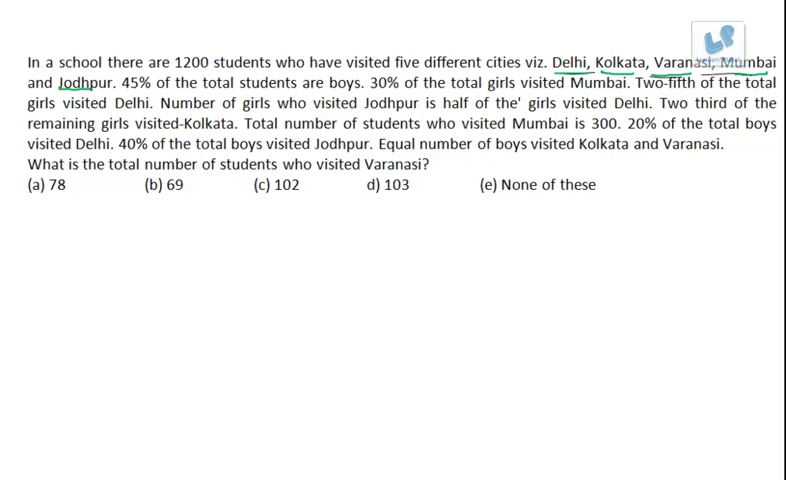 LP
In a school there are 1200 students who have visited five different cities viz. Delhi, Kolkata, Varanasi, Mumbai
and Jodhpur. 45% of the total students are boys. 30% of the total girls visited Mumbai. Two-fifth of the total
girls visited Delhi. Number of girls who visited Jodhpur is half of the' girls visited Delhi. Two third of the
remaining girls visited-Kolkata. Total number of students who visited Mumbai is 300. 20% of the total boys
visited Delhi. 40% of the total boys visited Jodhpur. Equal number of boys visited Kolkata and Varanasi.
What is the total number of students who visited Varanasi?
(a) 78 (b) 69 (c) 102 d) 103 (e) None of these